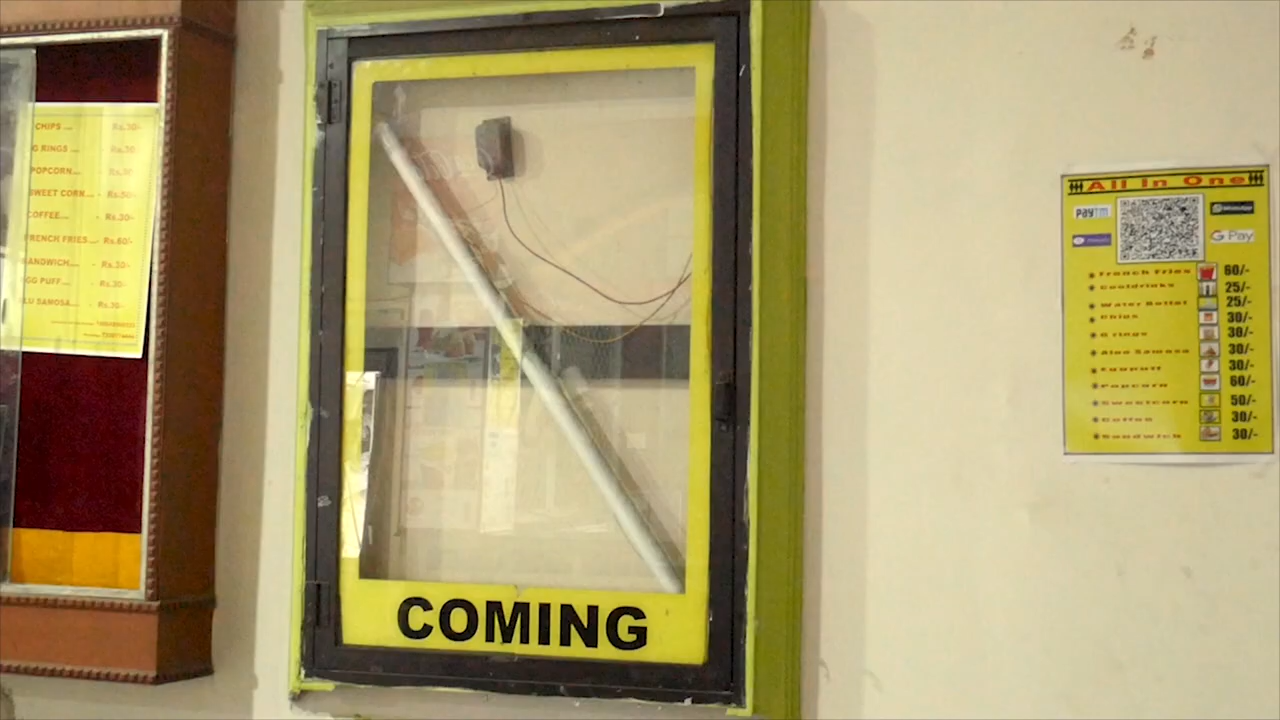 CHIPS.... Rs.30/-
G RINGS.... Rs.30
POPCORN....
SWEET CORN... - Rs.50/-
COFFEE.... - Rs.30/-
FRENCH FRIES.... - Rs.60/-
ANDWICH.... - Rs.30/-
GG PUFF.... - Rs.30/-
LU SAMOSA.... - Rs.30/-
COMING
All In One
PAYTM
WhatsApp
G Pay
French Fries 60/-
Cooldrinks 25/-
Water Bottel 25/-
Chips 30/-
O rings 30/-
Aloo Samosa 30/-
Eggpuff 30/-
Popcorn 60/-
Sweetcorn 50/-
Coffee 30/-
Sandwich 30/-